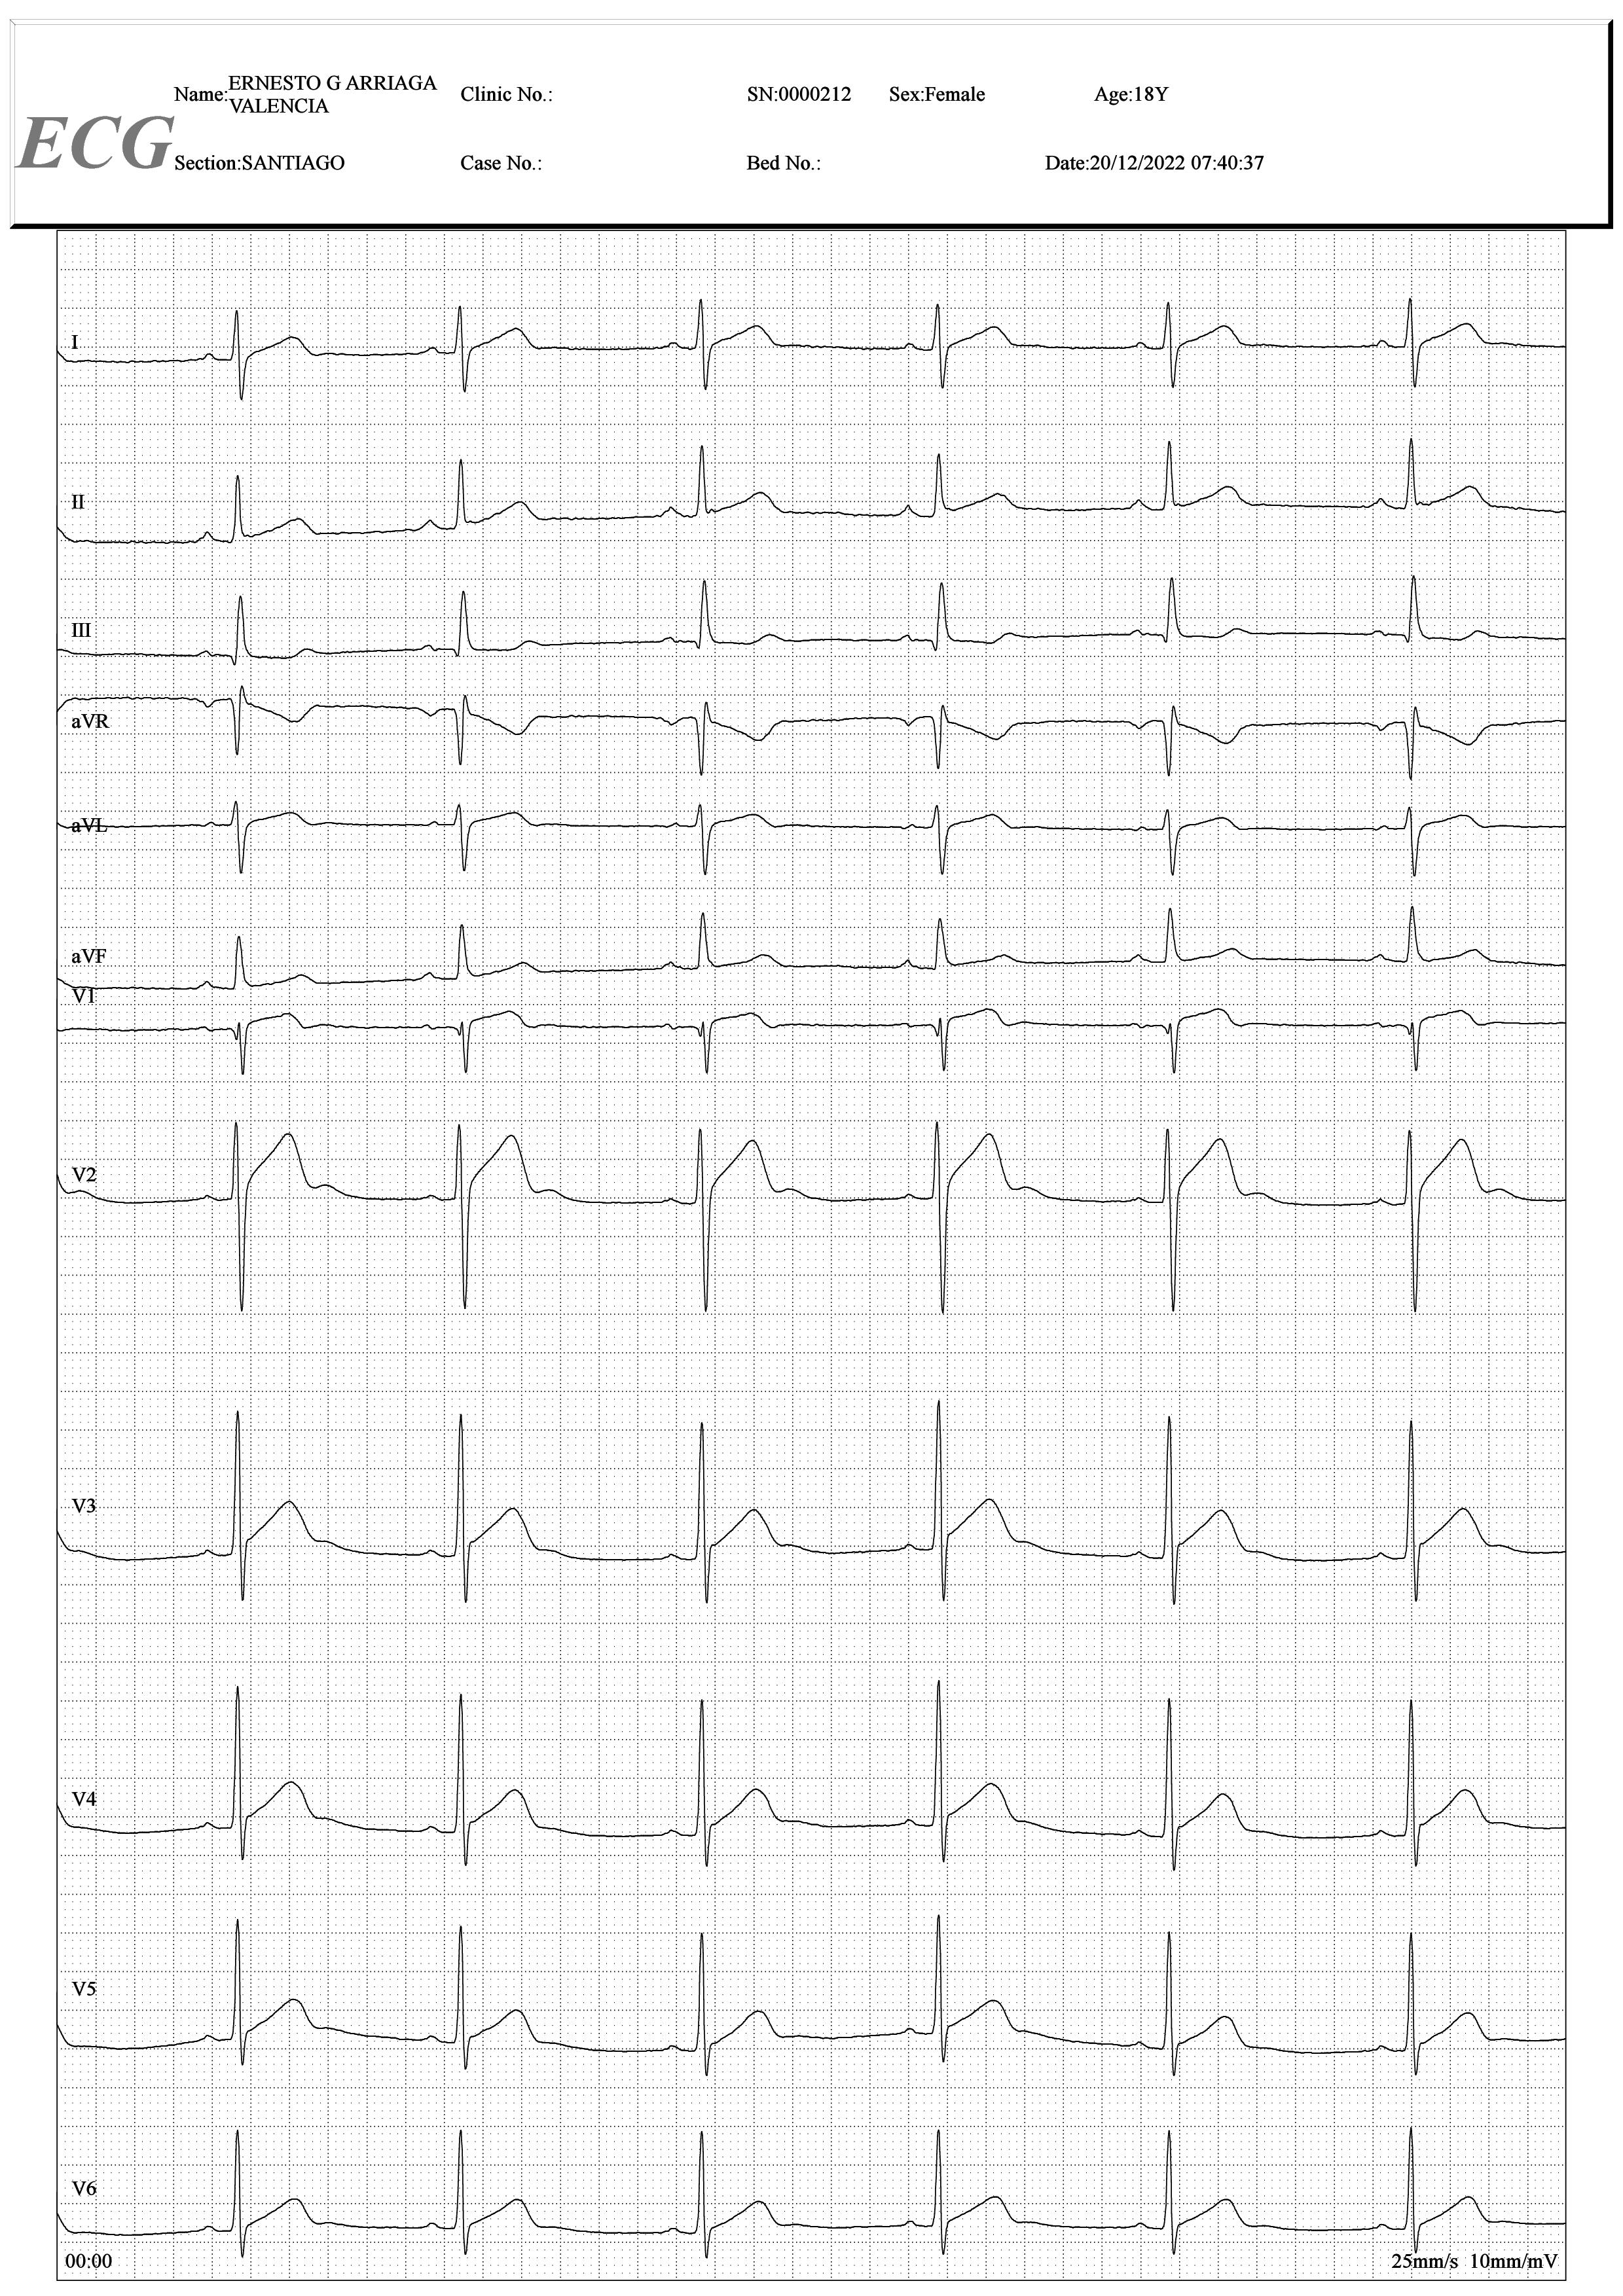 ECG
Name:ERNESTO G ARRIAGA
VALENCIA
Clinic No.:
SN:0000212
Sex:Female
Age:18Y
Section:SANTIAGO
Case No.:
Bed No.:
Date:20/12/2022 07:40:37
I
II
III
aVR
aVL
aVF
V1
V2
V3
V4
V5
V6
00:00
25mm/s 10mm/mV